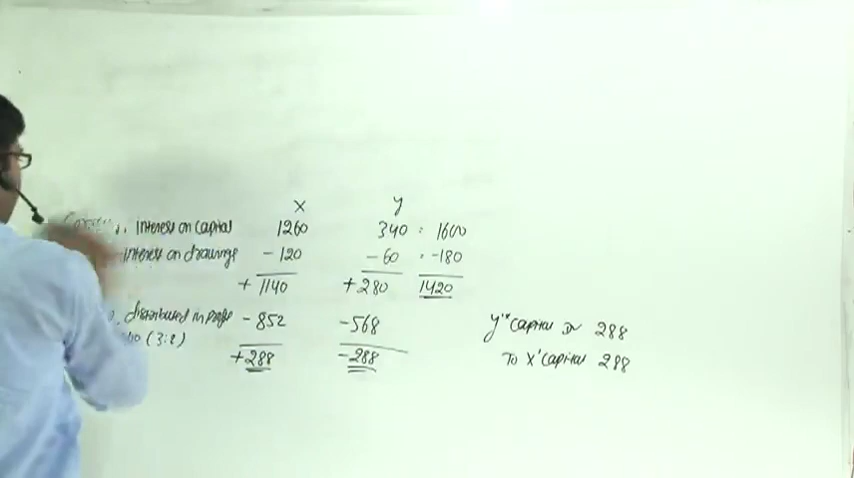 X Y
Interest on Capital 1260 340 : 1600
Interest on drawings - 120 - 60 . -180
+ 1140 + 280 1420
distributed in - 852 -568
(3:2)
+288 -288
Y's Capital Dr 288
To X' Capital 288